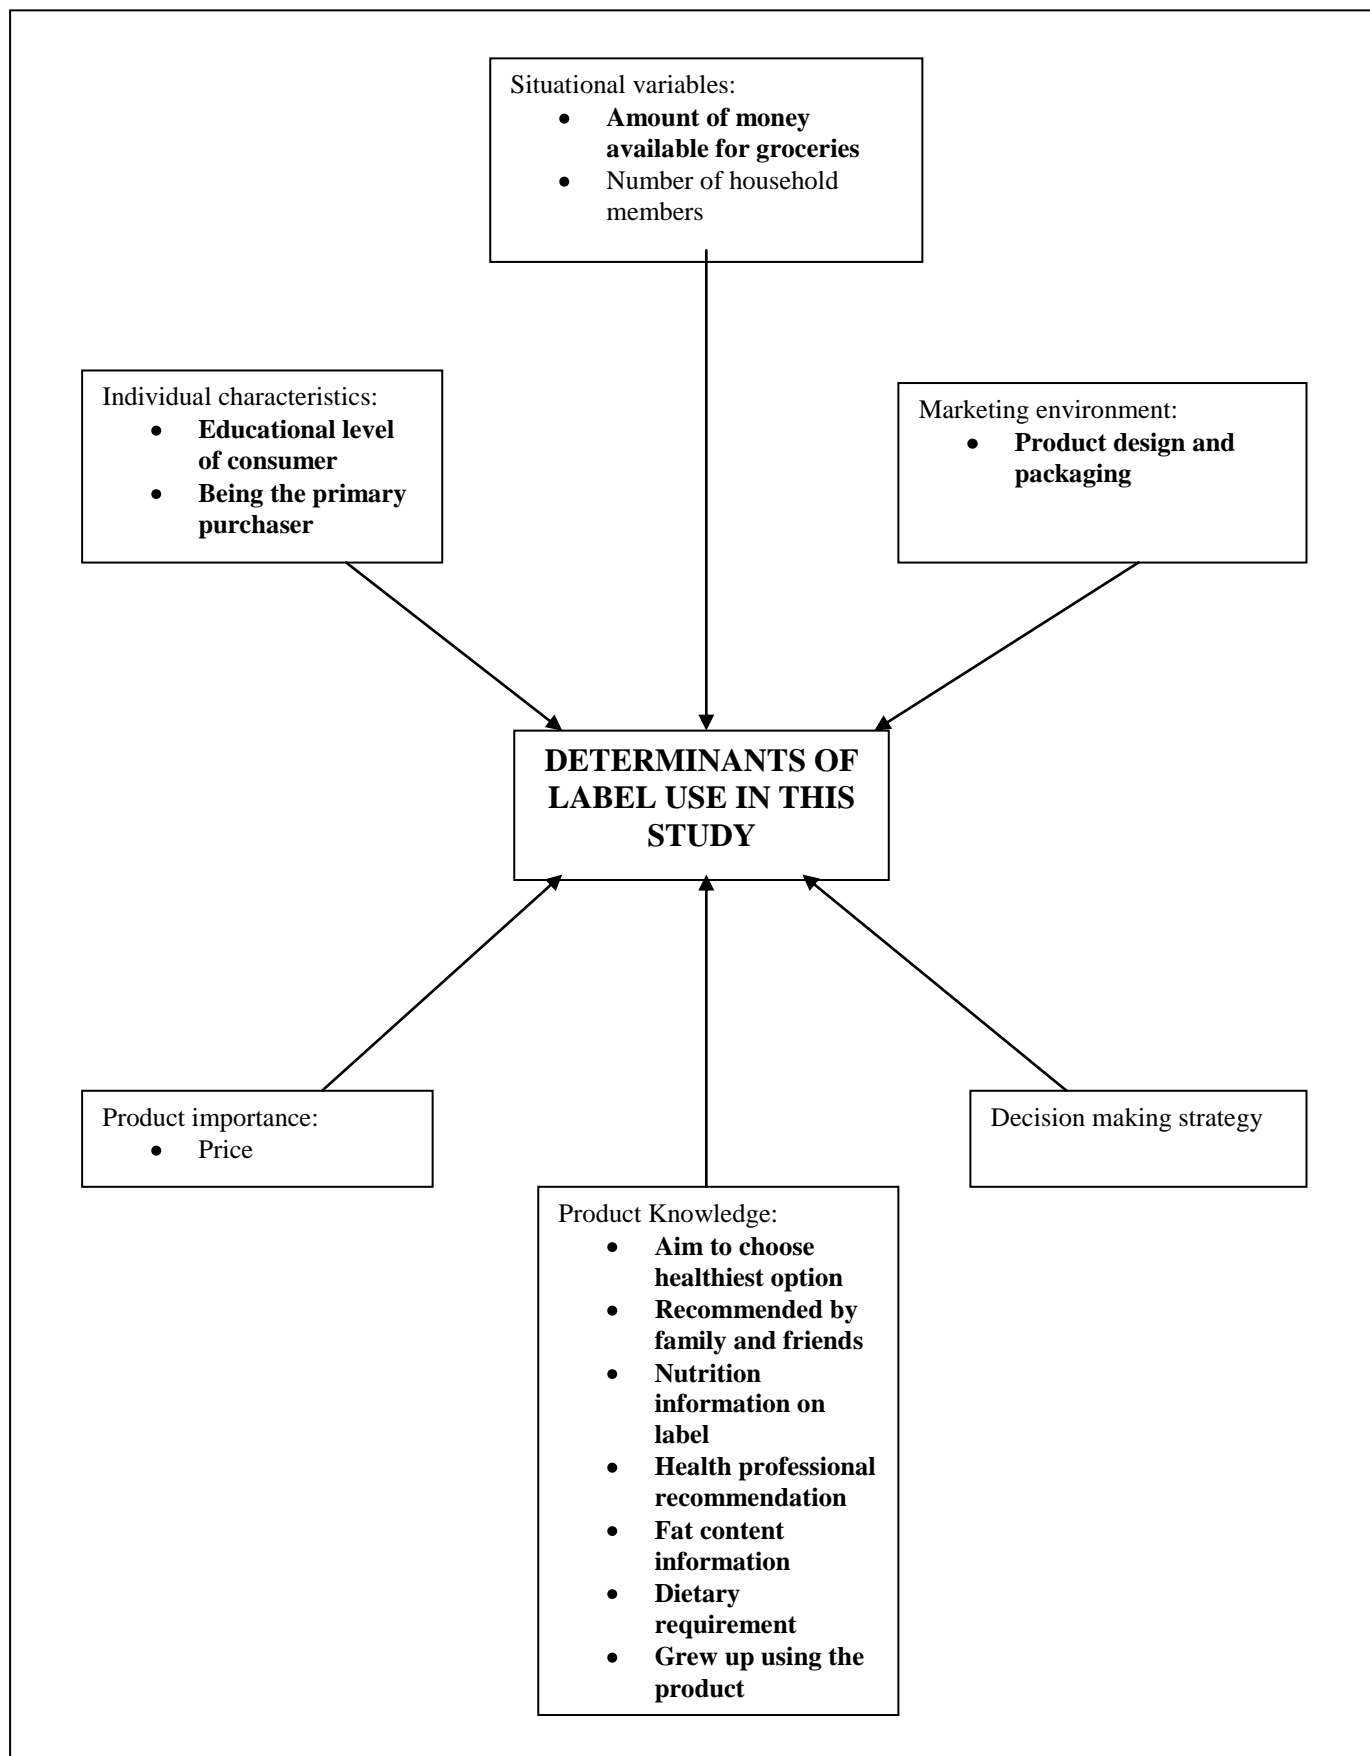 Situational variables:
• Amount of money
available for groceries
• Number of household
members
Individual characteristics:
• Educational level
of consumer
• Being the primary
purchaser
Marketing environment:
• Product design and
packaging
DETERMINANTS OF
LABEL USE IN THIS
STUDY
Product importance:
• Price
Decision making strategy
Product Knowledge:
• Aim to choose
healthiest option
• Recommended by
family and friends
• Nutrition
information on
label
• Health professional
recommendation
• Fat content
information
• Dietary
requirement
• Grew up using the
product